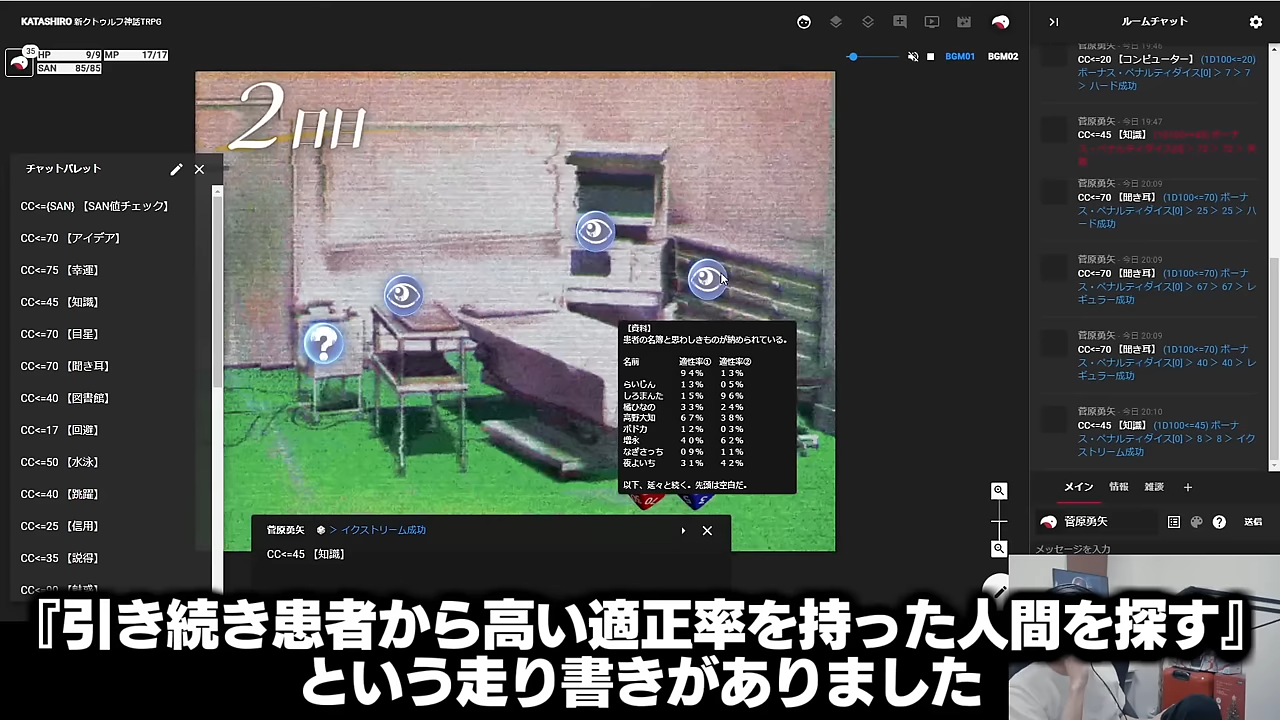 KATASHIRO 新クトゥルフ神話TRPG
ルームチャット
35
HP 9/9 MP 17/17
SAN 85/85
BGM01 BGM02
2日目
チャットパレット
CC<={SAN} 【SAN値チェック】
CC<=70 【アイデア】
CC<=75 【幸運】
CC<=45 【知識】
CC<=70 【目星】
CC<=70 【聞き耳】
CC<=40 【図書館】
CC<=17 【回避】
CC<=50 【水泳】
CC<=40 【跳躍】
CC<=25 【信用】
CC<=35 【説得】
【資料】
患者の名簿と思わしきものが納められている。
名前 適性率① 適性率②
94% 13%
らいじん 13% 05%
しろまんた 15% 96%
橘ひなの 33% 24%
高野大知 67% 38%
ボドカ 12% 03%
増永 40% 62%
なぎさっち 09% 11%
夜よいち 31% 42%
以下、延々と続く。先頭は空白だ。
菅原勇矢 > イクストリーム成功
CC<=45 【知識】
菅原勇矢 - 今日 19:46
CC<=20 【コンピューター】 (1D100<=20)
ボーナス・ペナルティダイス[0] > 7 > 7
> ハード成功
菅原勇矢 - 今日 19:47
CC<=45 【知識】
菅原勇矢 - 今日 20:09
CC<=70 【聞き耳】 (1D100<=70) ボーナ
ス・ペナルティダイス[0] > 25 > 25 > ハ
ード成功
菅原勇矢 - 今日 20:09
CC<=70 【聞き耳】 (1D100<=70) ボーナ
ス・ペナルティダイス[0] > 67 > 67 > レ
ギュラー成功
菅原勇矢 - 今日 20:09
CC<=70 【聞き耳】 (1D100<=70) ボーナ
ス・ペナルティダイス[0] > 40 > 40 > レ
ギュラー成功
菅原勇矢 - 今日 20:10
CC<=45 【知識】 (1D100<=45) ボーナ
ス・ペナルティダイス[0] > 8 > 8 > イク
ストリーム成功
メイン 情報 雑談 +
菅原勇矢
送信
メッセージを入力
『引き続き患者から高い適正率を持った人間を探す』
という走り書きがありました